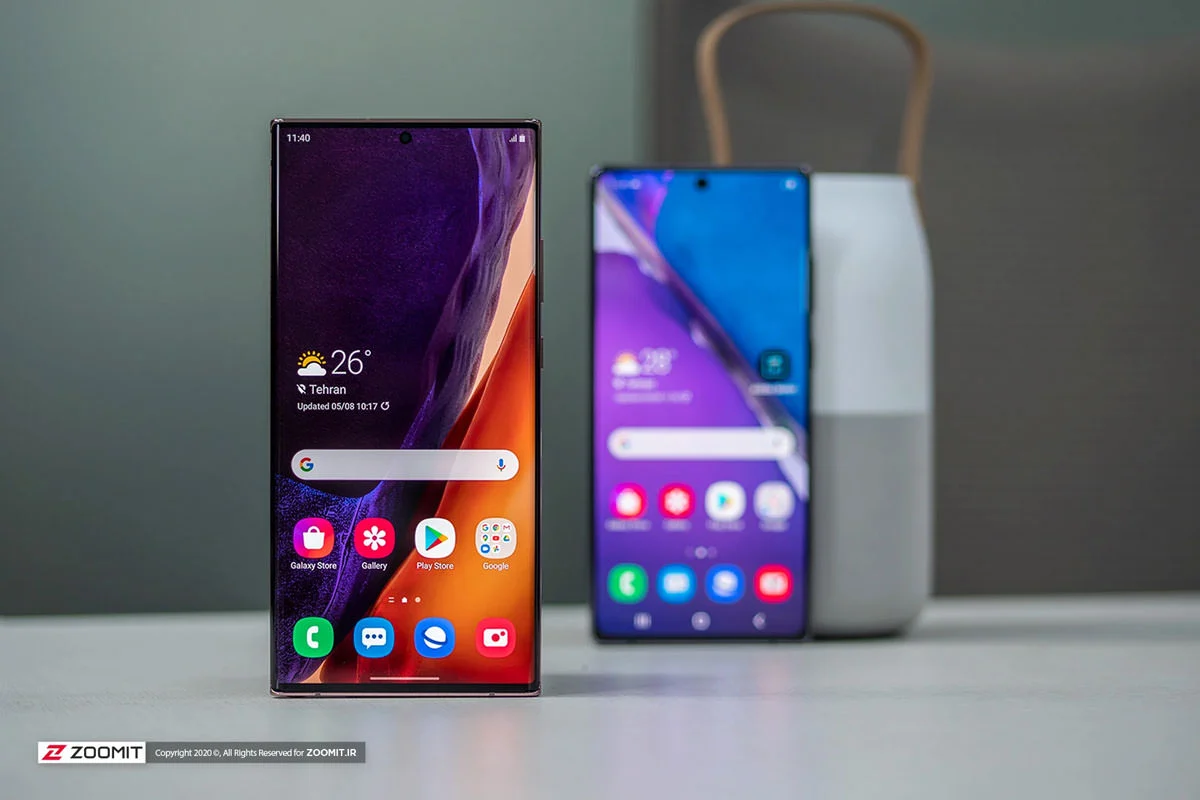 11:40
26°
Tehran
Updated 05/08 10:17
Galaxy Store
Gallery
Play Store
Google
28°
ZOOMIT
Copyright 2020 ©, All Rights Reserved for ZOOMIT.IR